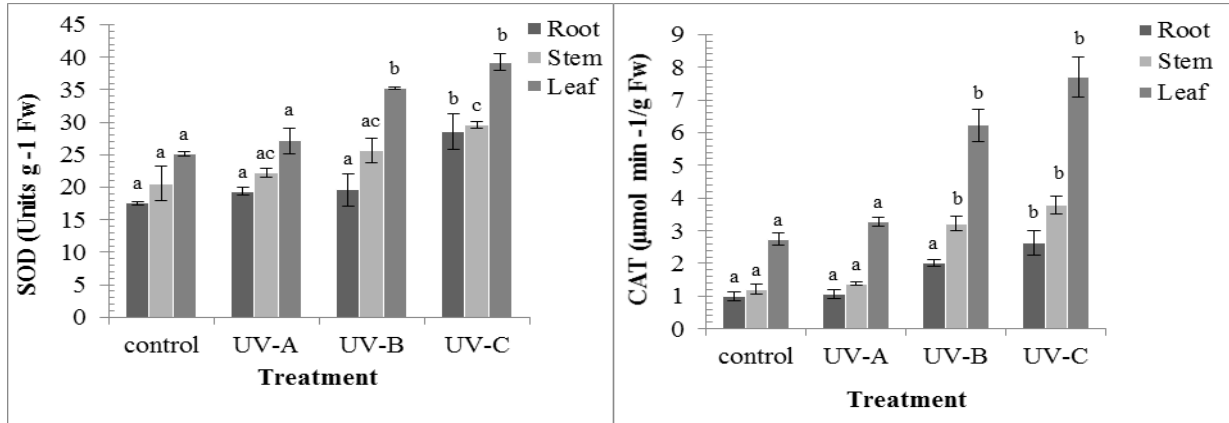 SOD (Units g -1 Fw)
45
40
35
30
25
20
15
10
5
0
a a a
a ac a
a ac b
b c b
control UV-A UV-B UV-C
Treatment
Root
Stem
Leaf
CAT (µmol min -1/g Fw)
9
8
7
6
5
4
3
2
1
0
a a a
a a a
a b b
b b b
control UV-A UV-B UV-C
Treatment
Root
Stem
Leaf